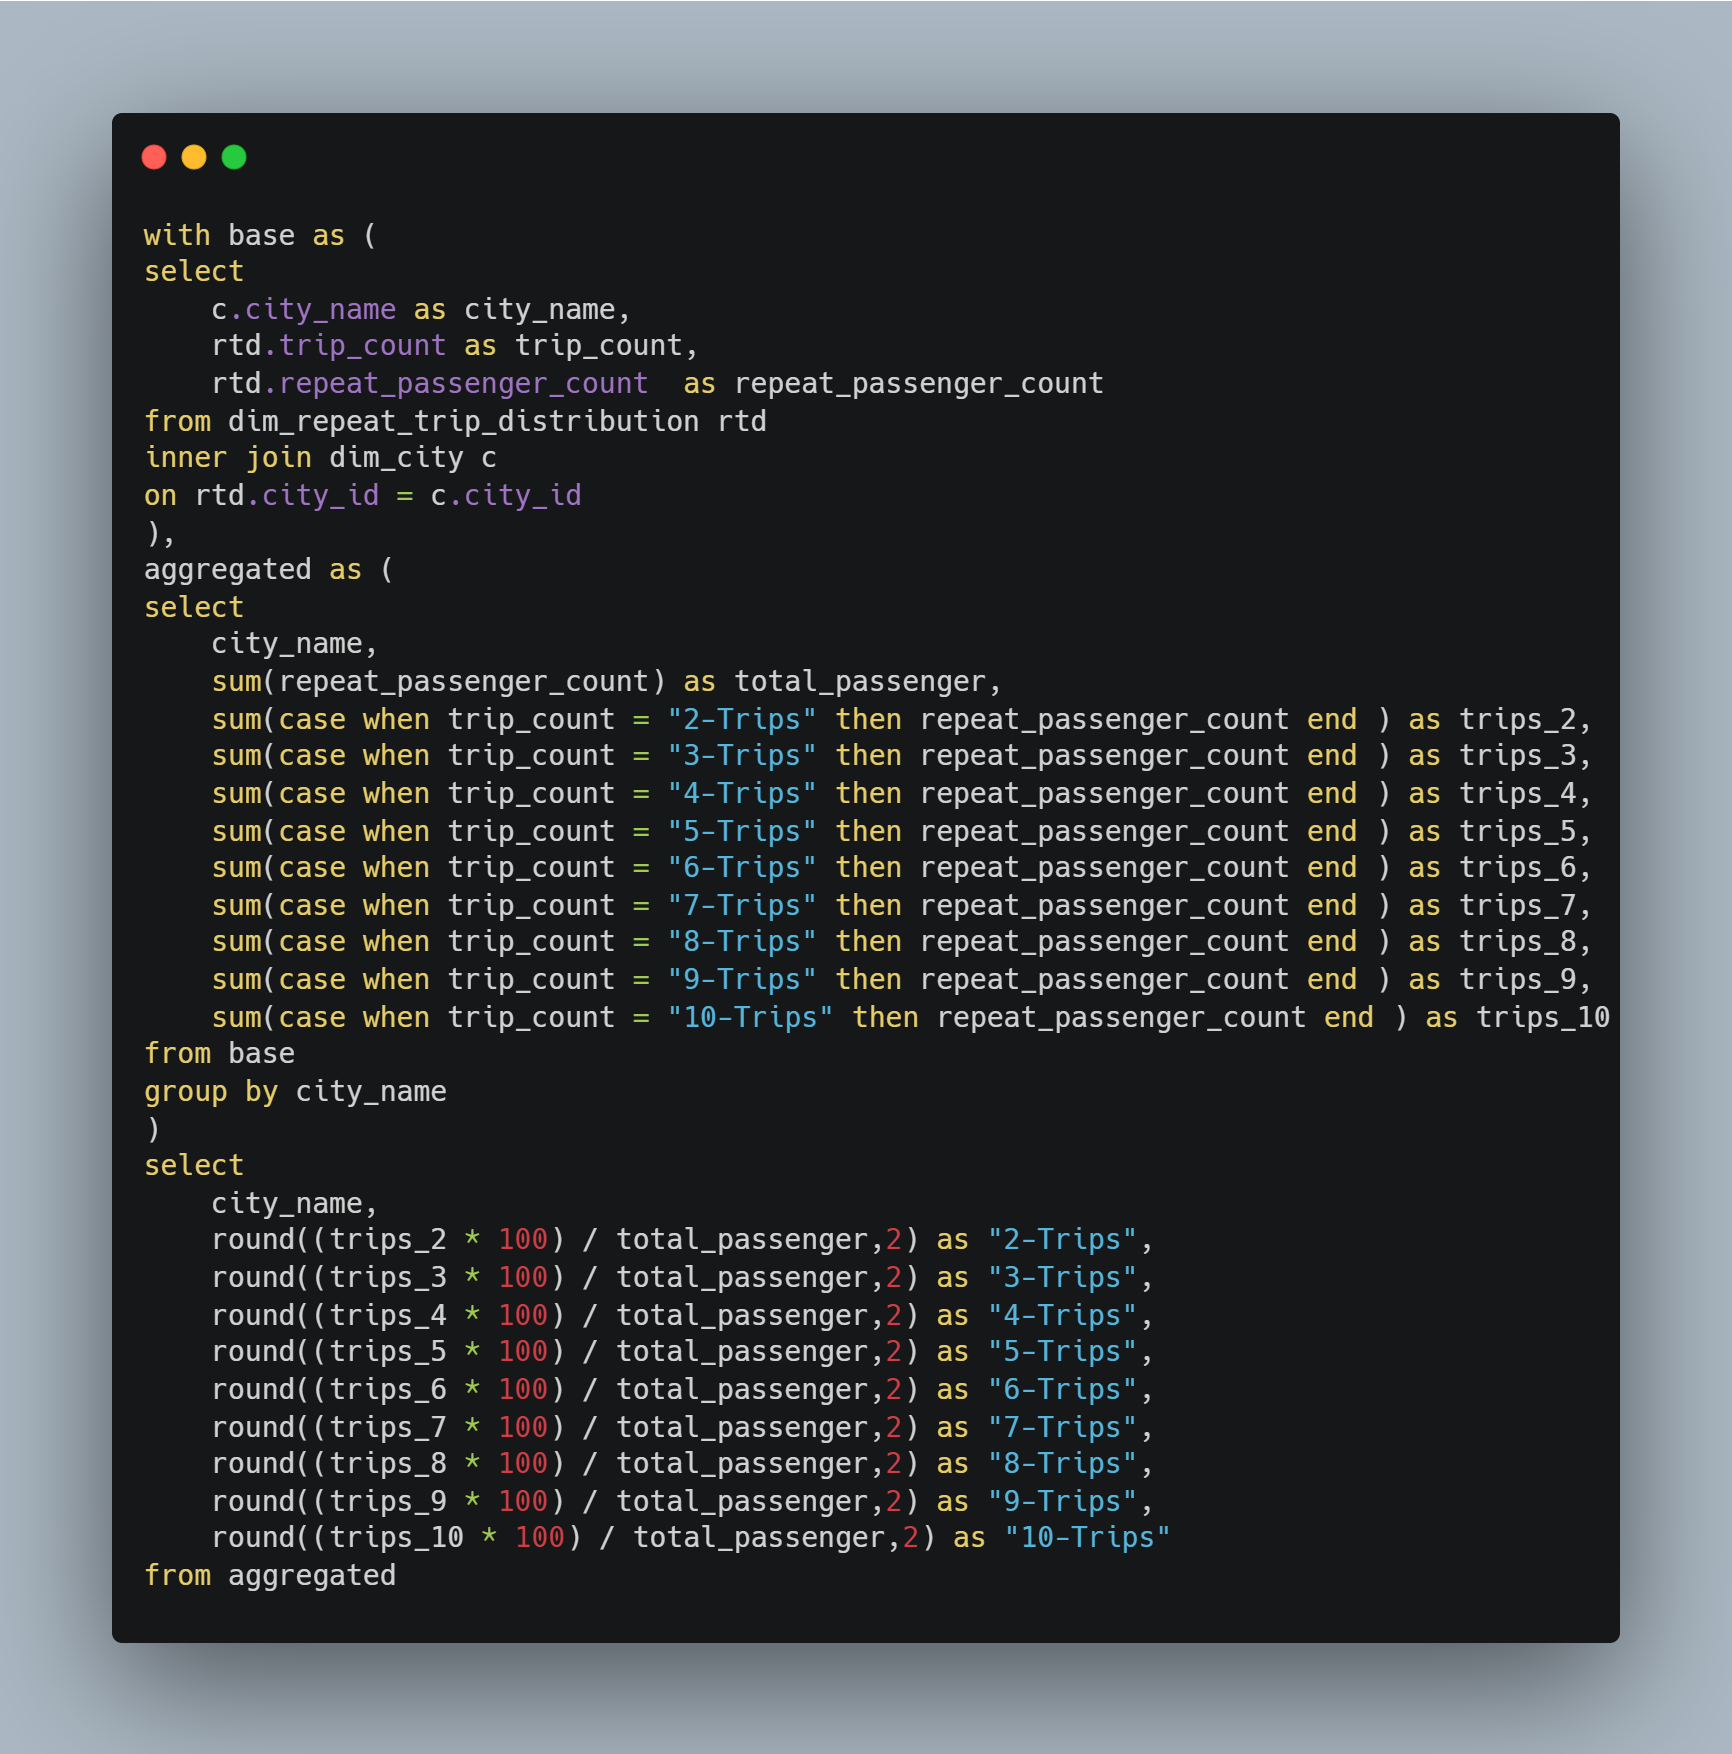 with base as (
select
    c.city_name as city_name,
    rtd.trip_count as trip_count,
    rtd.repeat_passenger_count  as repeat_passenger_count
from dim_repeat_trip_distribution rtd
inner join dim_city c
on rtd.city_id = c.city_id
),
aggregated as (
select
    city_name,
    sum(repeat_passenger_count) as total_passenger,
    sum(case when trip_count = "2-Trips" then repeat_passenger_count end ) as trips_2,
    sum(case when trip_count = "3-Trips" then repeat_passenger_count end ) as trips_3,
    sum(case when trip_count = "4-Trips" then repeat_passenger_count end ) as trips_4,
    sum(case when trip_count = "5-Trips" then repeat_passenger_count end ) as trips_5,
    sum(case when trip_count = "6-Trips" then repeat_passenger_count end ) as trips_6,
    sum(case when trip_count = "7-Trips" then repeat_passenger_count end ) as trips_7,
    sum(case when trip_count = "8-Trips" then repeat_passenger_count end ) as trips_8,
    sum(case when trip_count = "9-Trips" then repeat_passenger_count end ) as trips_9,
    sum(case when trip_count = "10-Trips" then repeat_passenger_count end ) as trips_10
from base
group by city_name
)
select
    city_name,
    round((trips_2 * 100) / total_passenger,2) as "2-Trips",
    round((trips_3 * 100) / total_passenger,2) as "3-Trips",
    round((trips_4 * 100) / total_passenger,2) as "4-Trips",
    round((trips_5 * 100) / total_passenger,2) as "5-Trips",
    round((trips_6 * 100) / total_passenger,2) as "6-Trips",
    round((trips_7 * 100) / total_passenger,2) as "7-Trips",
    round((trips_8 * 100) / total_passenger,2) as "8-Trips",
    round((trips_9 * 100) / total_passenger,2) as "9-Trips",
    round((trips_10 * 100) / total_passenger,2) as "10-Trips"
from aggregated